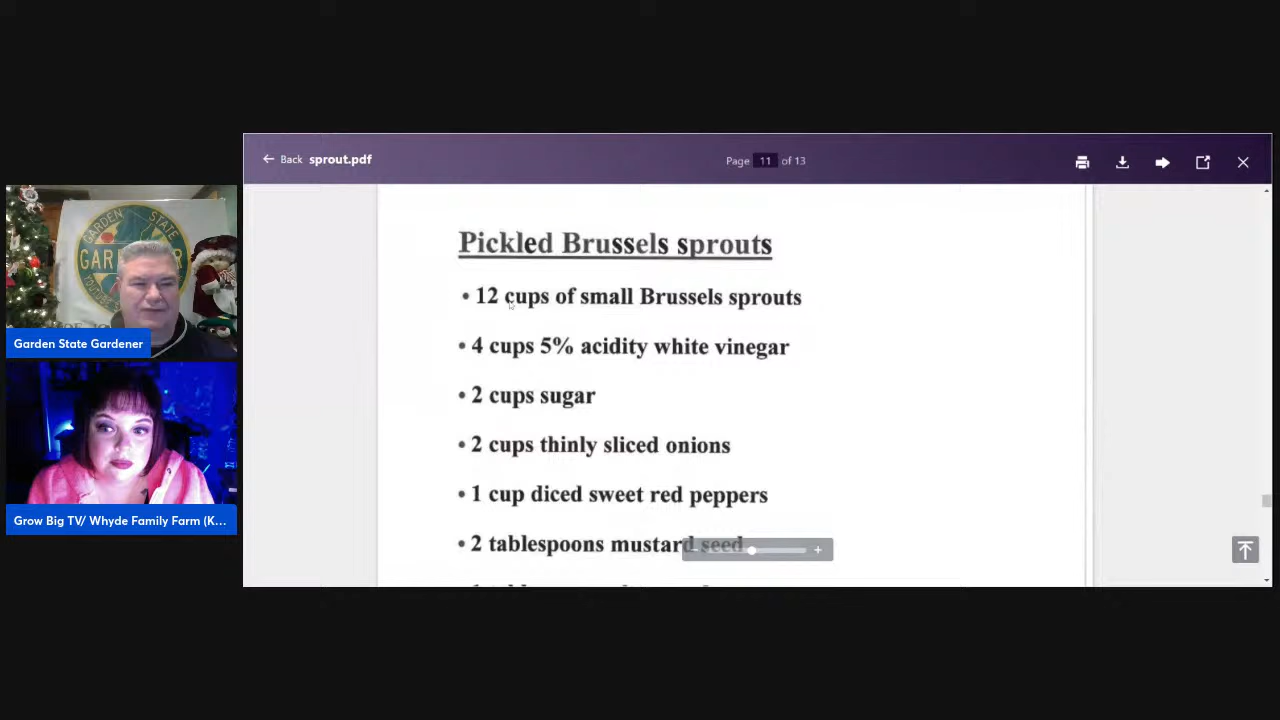 ← Back sprout.pdf
Page 11 of 13
Pickled Brussels sprouts
• 12 cups of small Brussels sprouts
• 4 cups 5% acidity white vinegar
• 2 cups sugar
• 2 cups thinly sliced onions
• 1 cup diced sweet red peppers
• 2 tablespoons mustard seed
GARDEN STATE
Garden State Gardener
Grow Big TV/ Whyde Family Farm (K...